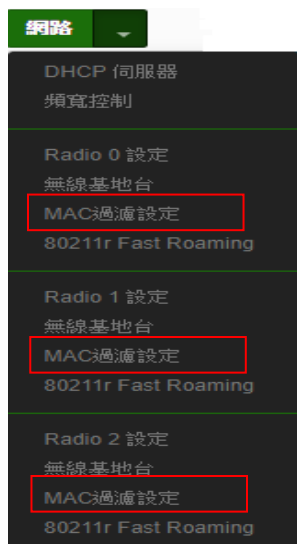 網路
DHCP 伺服器
頻寬控制
Radio 0 設定
無線基地台
MAC過濾設定
80211r Fast Roaming
Radio 1 設定
無線基地台
MAC過濾設定
80211r Fast Roaming
Radio 2 設定
無線基地台
MAC過濾設定
80211r Fast Roaming